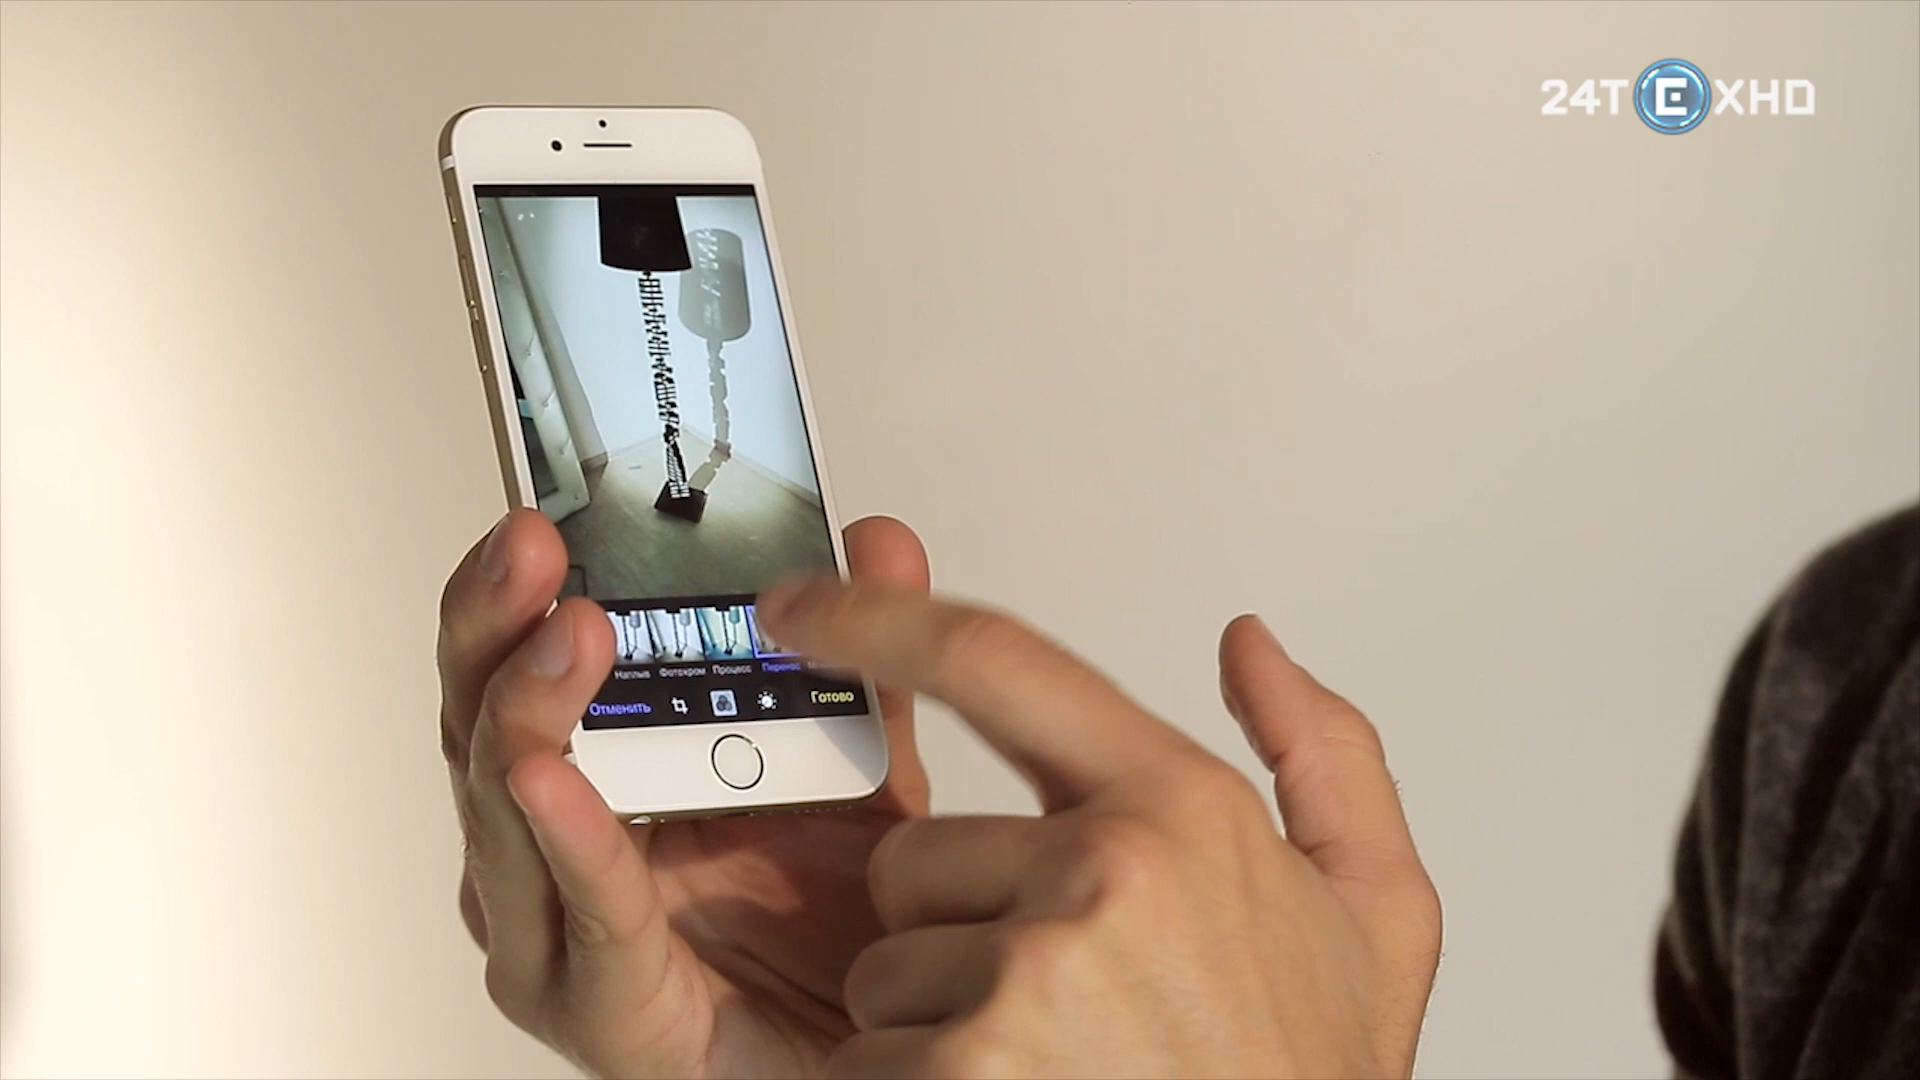 24TEXHD
Наплыв Фотохром Процесс Перенос
Отменить Готово